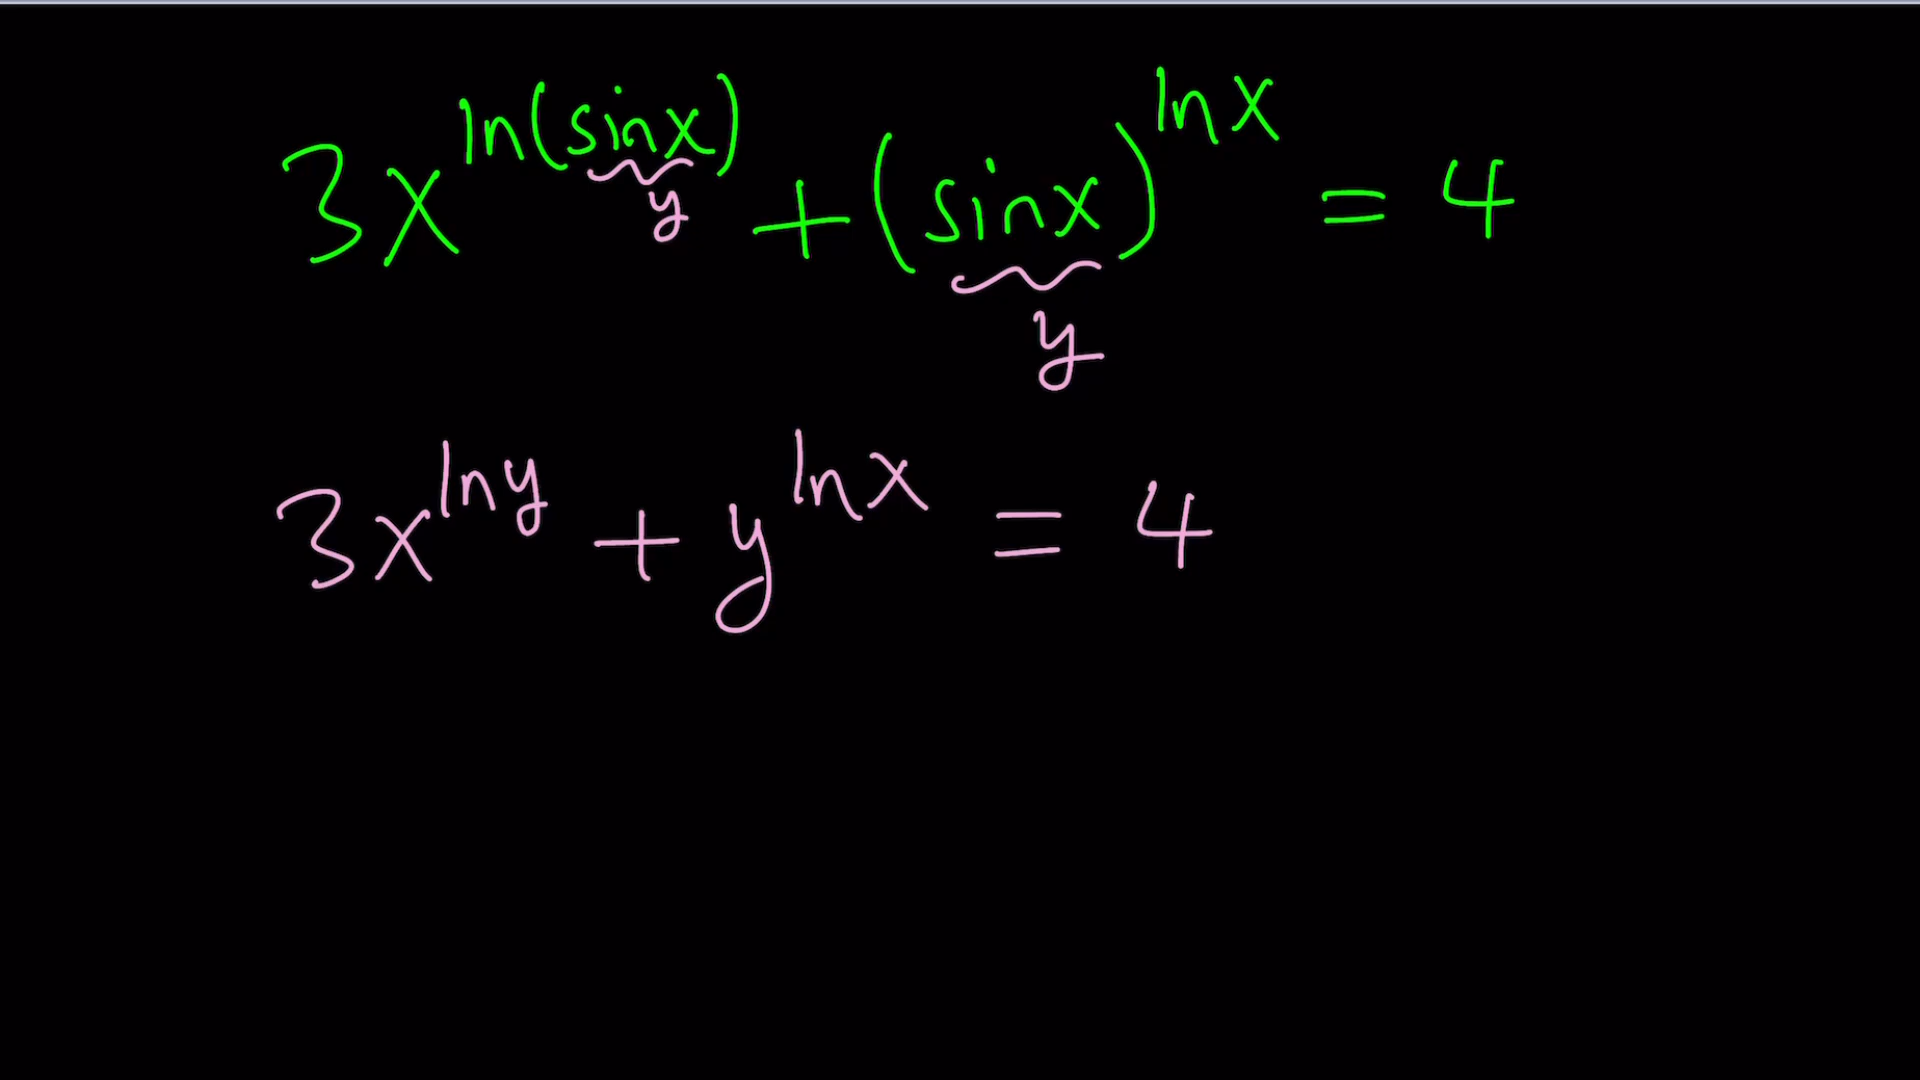 3x^{ln(sinx)} + (sinx)^{lnx} = 4
y
y
3x^{lny} + y^{lnx} = 4